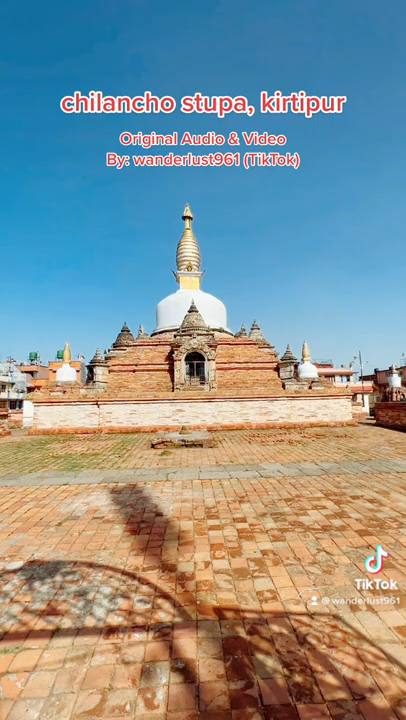 chilancho stupa, kirtipur
Original Audio & Video
By: wanderlust961 (TikTok)
TikTok
@wanderlust961